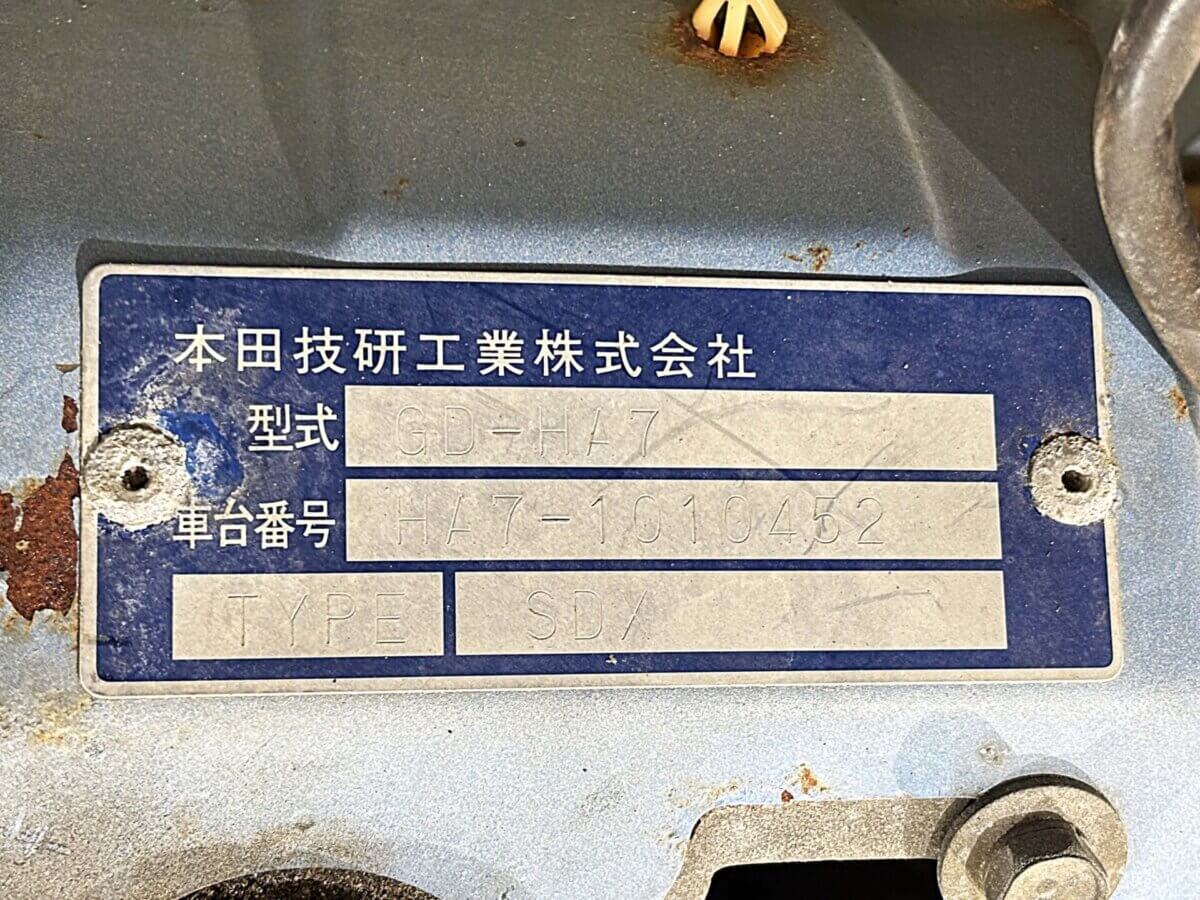 本田技研工業株式会社
型式 GD-HA7
車台番号 HA7-1010452
TYPE SDX